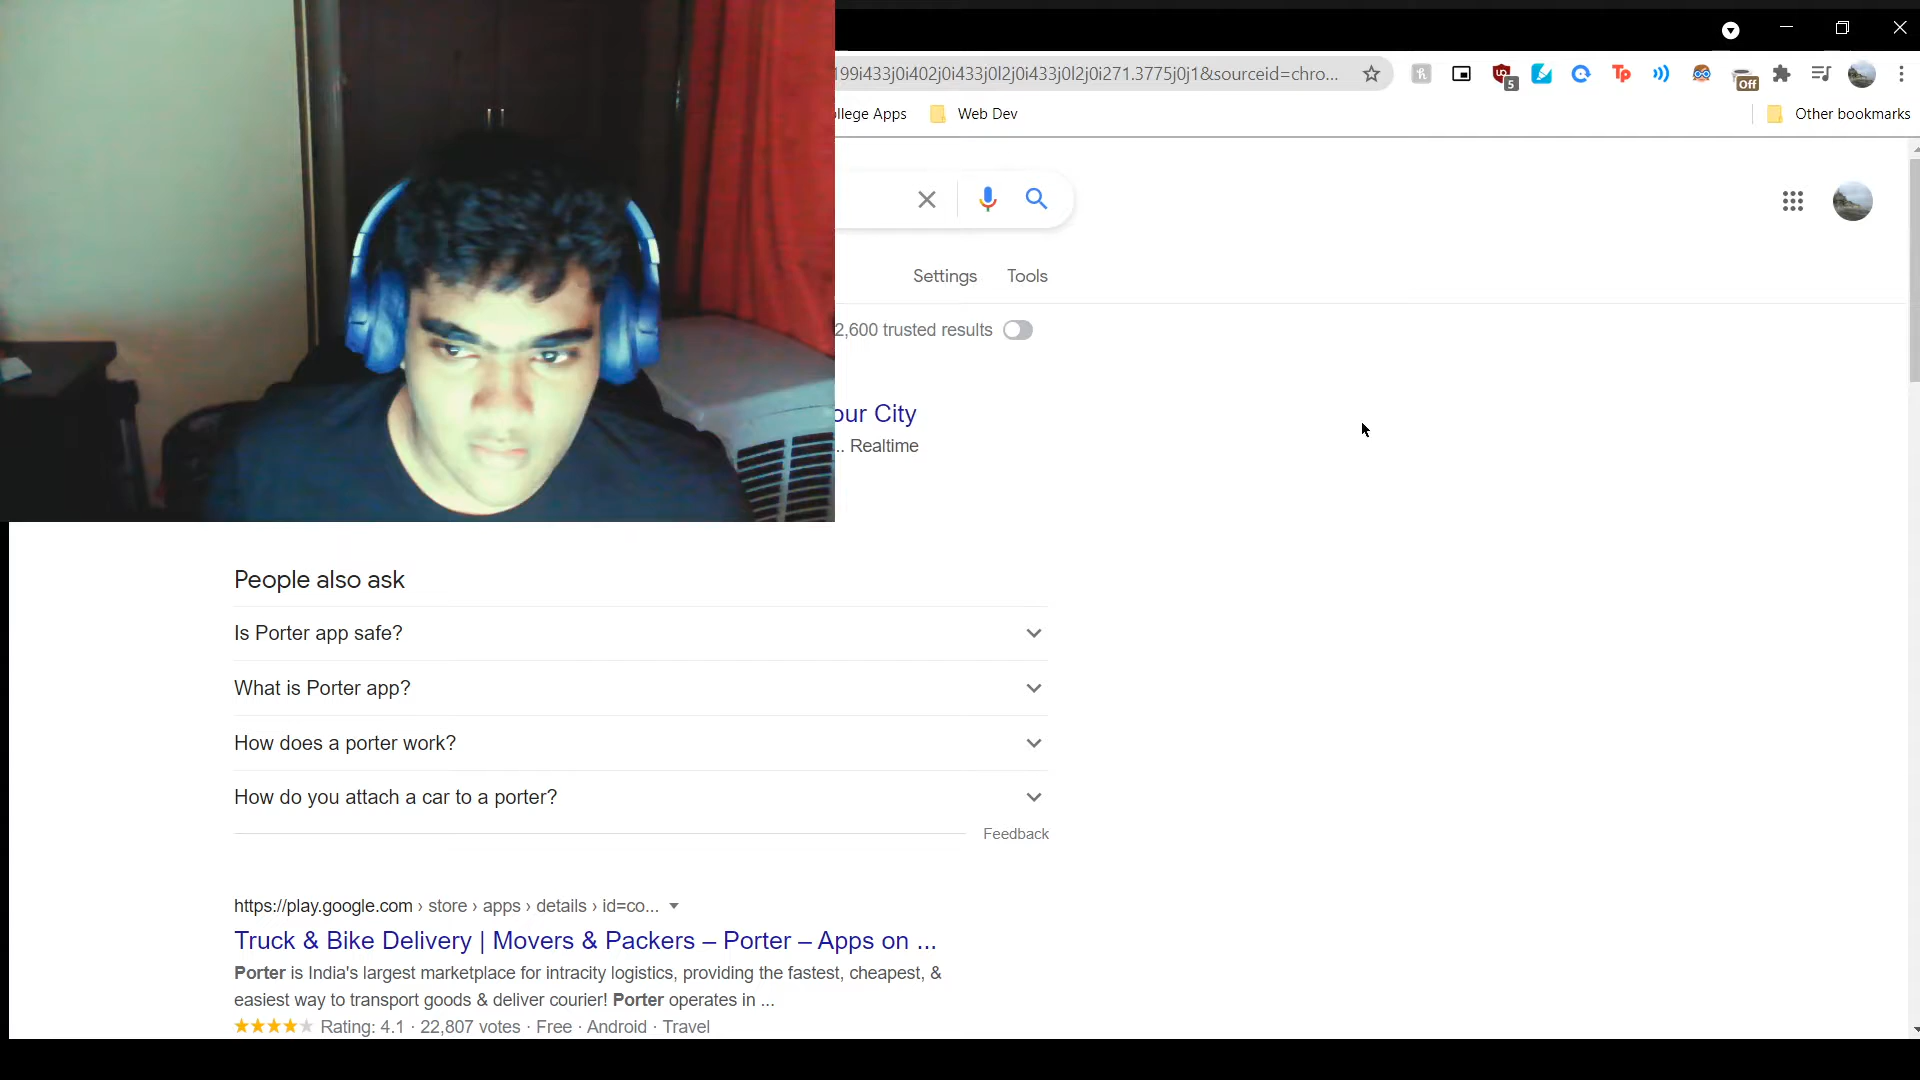 199i433j0i402j0i433j0l2j0i433j0l2j0i271.3775j0j1&sourceid=chro...
5
Off
llege Apps
Web Dev
Other bookmarks
Settings
Tools
2,600 trusted results
our City
.. Realtime
People also ask
Is Porter app safe?
What is Porter app?
How does a porter work?
How do you attach a car to a porter?
Feedback
https://play.google.com › store › apps › details › id=co...
Truck & Bike Delivery | Movers & Packers – Porter – Apps on ...
Porter is India's largest marketplace for intracity logistics, providing the fastest, cheapest, &
easiest way to transport goods & deliver courier! Porter operates in ...
Rating: 4.1 · 22,807 votes · Free · Android · Travel